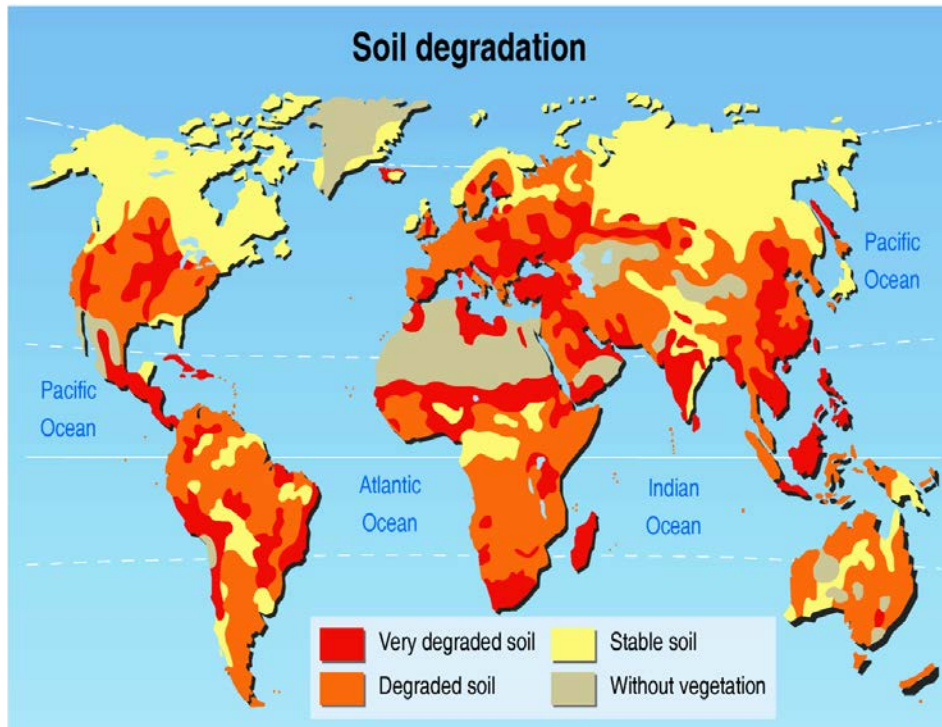 Soil degradation
Pacific
Ocean
Pacific
Ocean
Atlantic
Ocean
Indian
Ocean
Very degraded soil
Stable soil
Degraded soil
Without vegetation